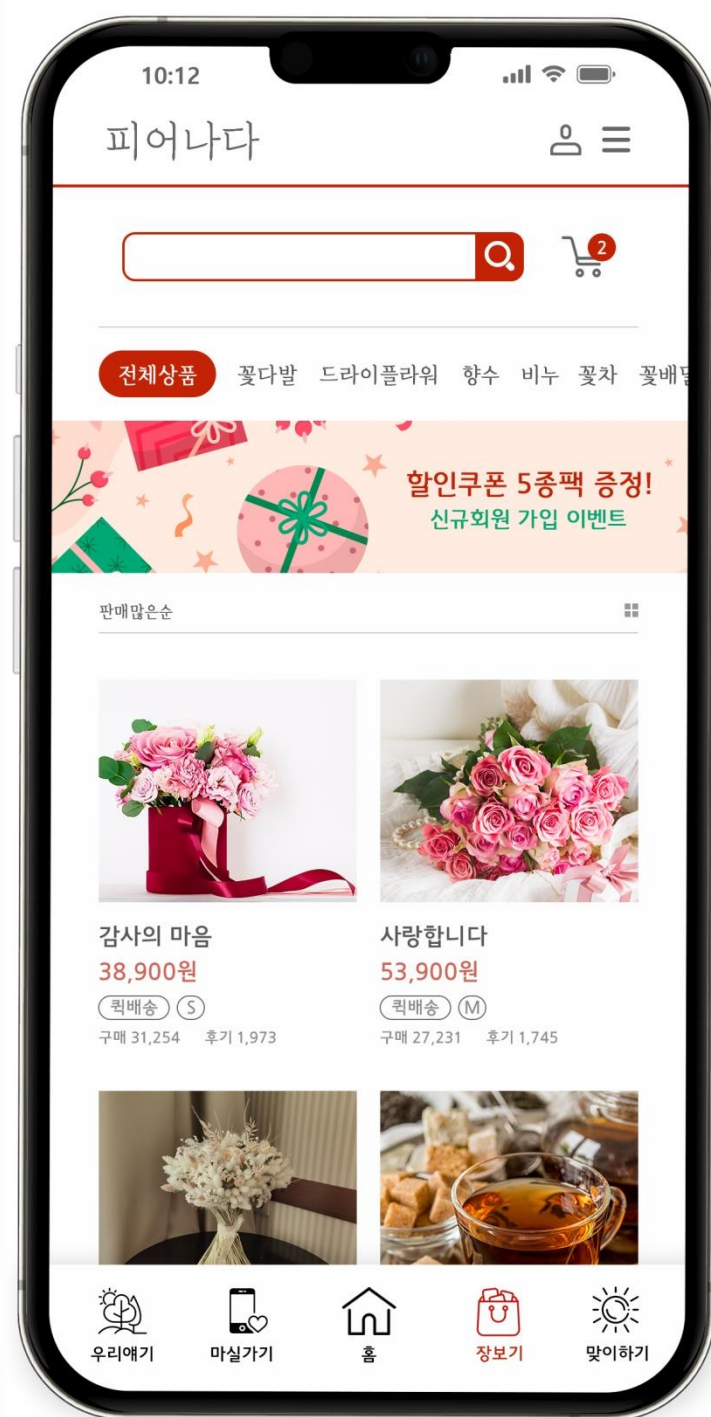 10:12
피어나다
2
전체상품 꽃다발 드라이플라워 향수 비누 꽃차
할인쿠폰 5종팩 증정!
신규회원 가입 이벤트
판매많은순
감사의 마음
38,900원
퀵배송 S
구매 31,254 후기 1,973
사랑합니다
53,900원
퀵배송 M
구매 27,231 후기 1,745
우리얘기 마실가기 홈 장보기 맞이하기